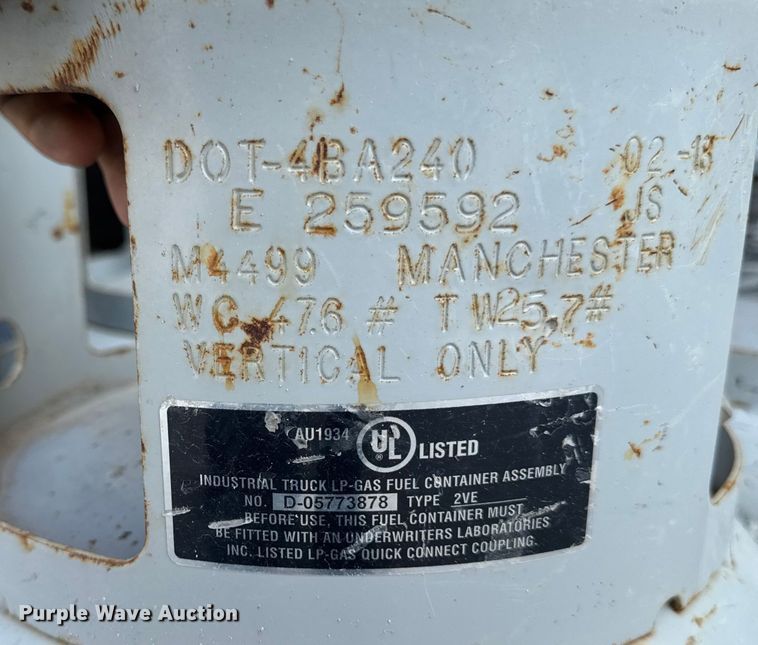 DOT-4BA240 02-13
E 259592 JS
M4499 MANCHESTER
WC 47.6 # TW25.7#
VERTICAL ONLY
AU1934 UL ® LISTED
INDUSTRIAL TRUCK LP-GAS FUEL CONTAINER ASSEMBLY
NO. D-05773878 TYPE 2VE
BEFORE USE, THIS FUEL CONTAINER MUST
BE FITTED WITH AN UNDERWRITERS LABORATORIES
INC. LISTED LP-GAS QUICK CONNECT COUPLING.
Purple Wave Auction